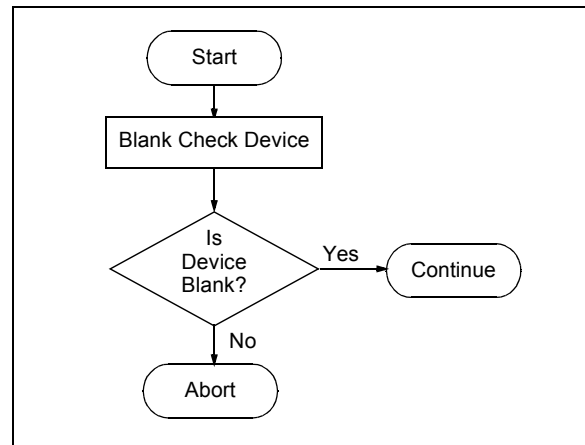 Start
Blank Check Device
Is
Device
Blank?
Yes
Continue
No
Abort